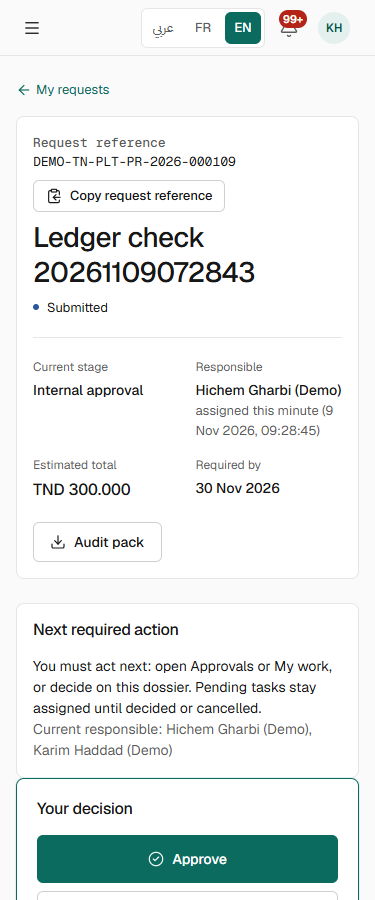 عربي FR EN 99+ KH
My requests
Request reference
DEMO-TN-PLT-PR-2026-000109
Copy request reference
Ledger check
20261109072843
Submitted
Current stage
Internal approval
Responsible
Hichem Gharbi (Demo)
assigned this minute (9
Nov 2026, 09:28:45)
Estimated total
TND 300.000
Required by
30 Nov 2026
Audit pack
Next required action
You must act next: open Approvals or My work,
or decide on this dossier. Pending tasks stay
assigned until decided or cancelled.
Current responsible: Hichem Gharbi (Demo),
Karim Haddad (Demo)
Your decision
Approve